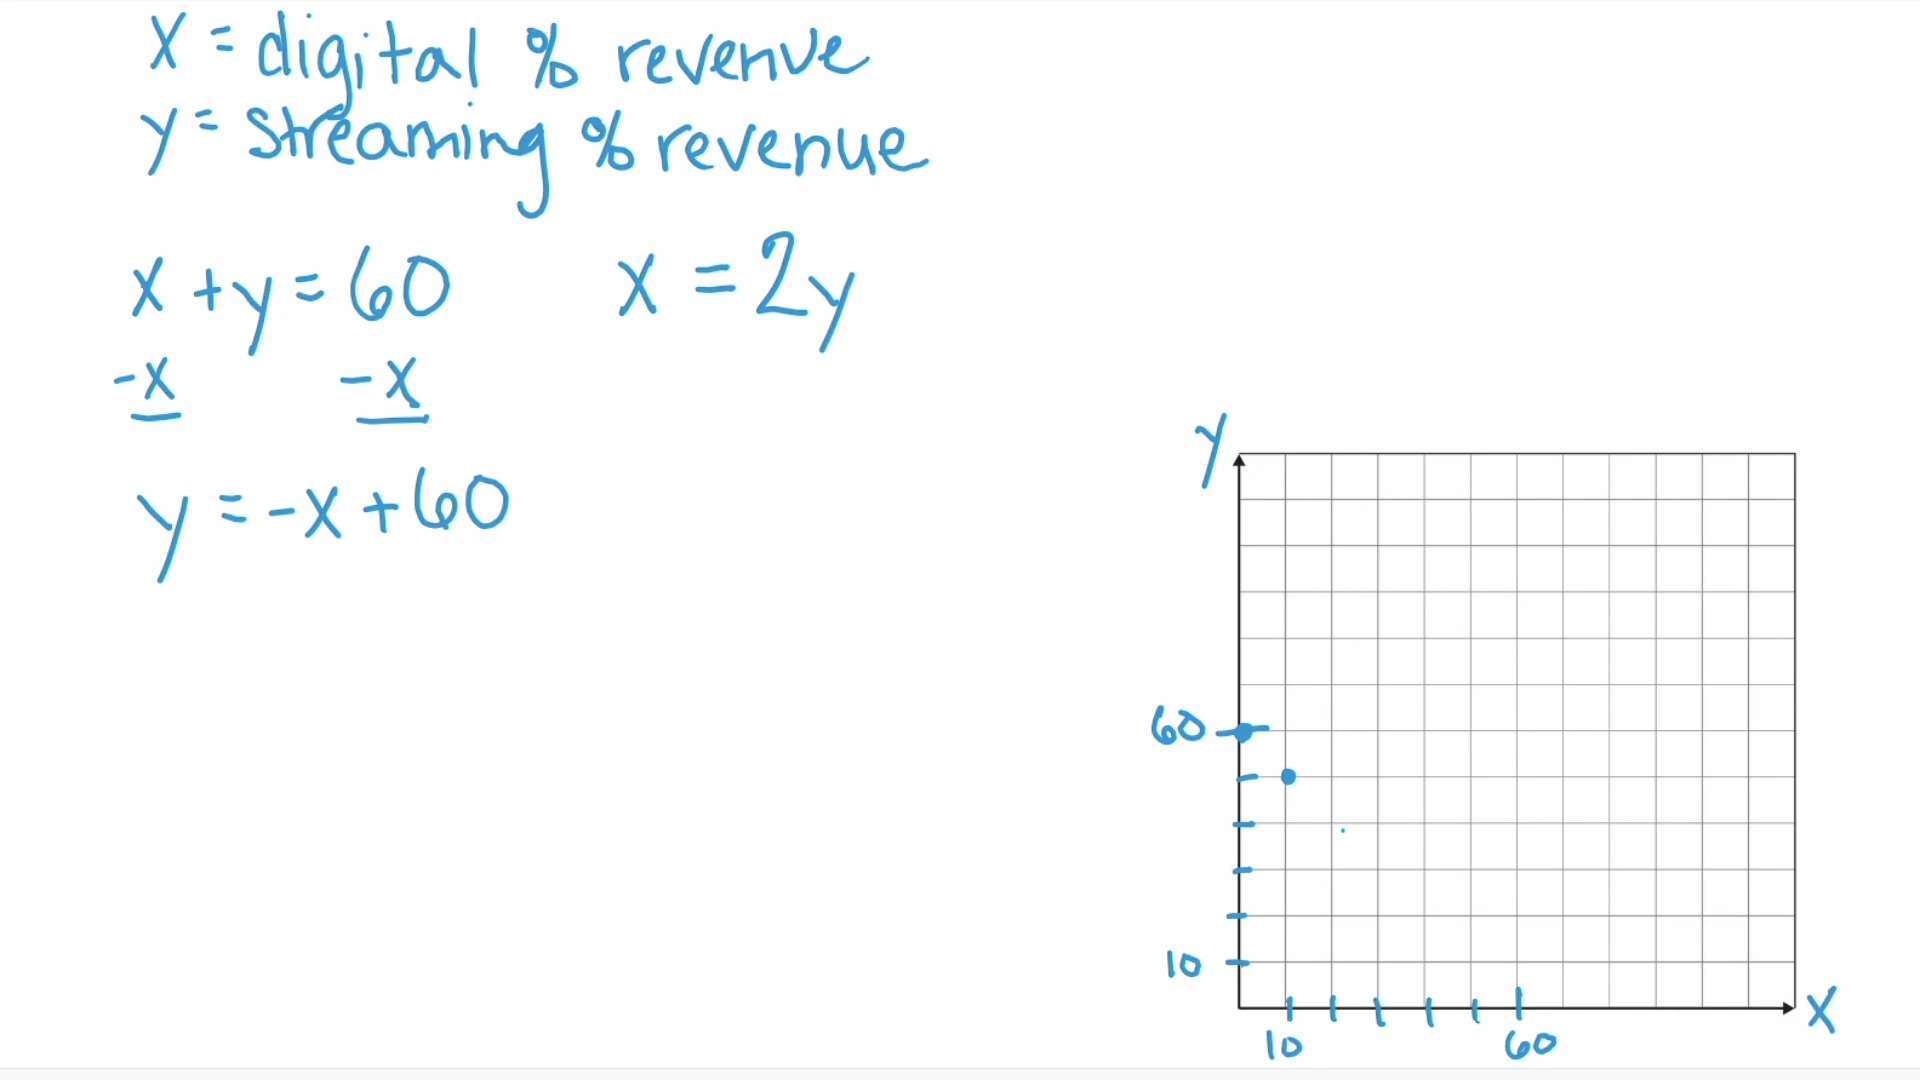 x = digital % revenue
y = streaming % revenue
x + y = 60 x = 2y
-x -x
y = -x + 60
y
60
10
x
10 60